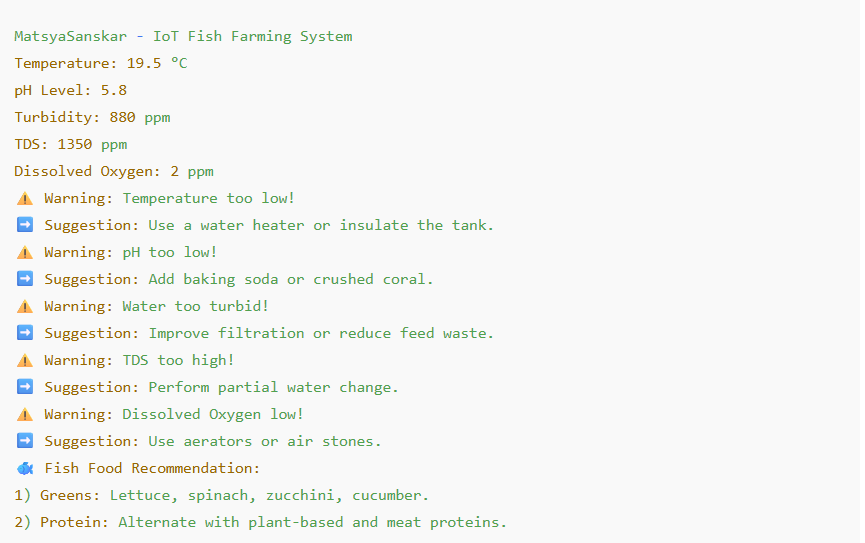 MatsyaSanskar - IoT Fish Farming System
Temperature: 19.5 °C
pH Level: 5.8
Turbidity: 880 ppm
TDS: 1350 ppm
Dissolved Oxygen: 2 ppm
⚠️ Warning: Temperature too low!
➡️ Suggestion: Use a water heater or insulate the tank.
⚠️ Warning: pH too low!
➡️ Suggestion: Add baking soda or crushed coral.
⚠️ Warning: Water too turbid!
➡️ Suggestion: Improve filtration or reduce feed waste.
⚠️ Warning: TDS too high!
➡️ Suggestion: Perform partial water change.
⚠️ Warning: Dissolved Oxygen low!
➡️ Suggestion: Use aerators or air stones.
🐟 Fish Food Recommendation:
1) Greens: Lettuce, spinach, zucchini, cucumber.
2) Protein: Alternate with plant-based and meat proteins.